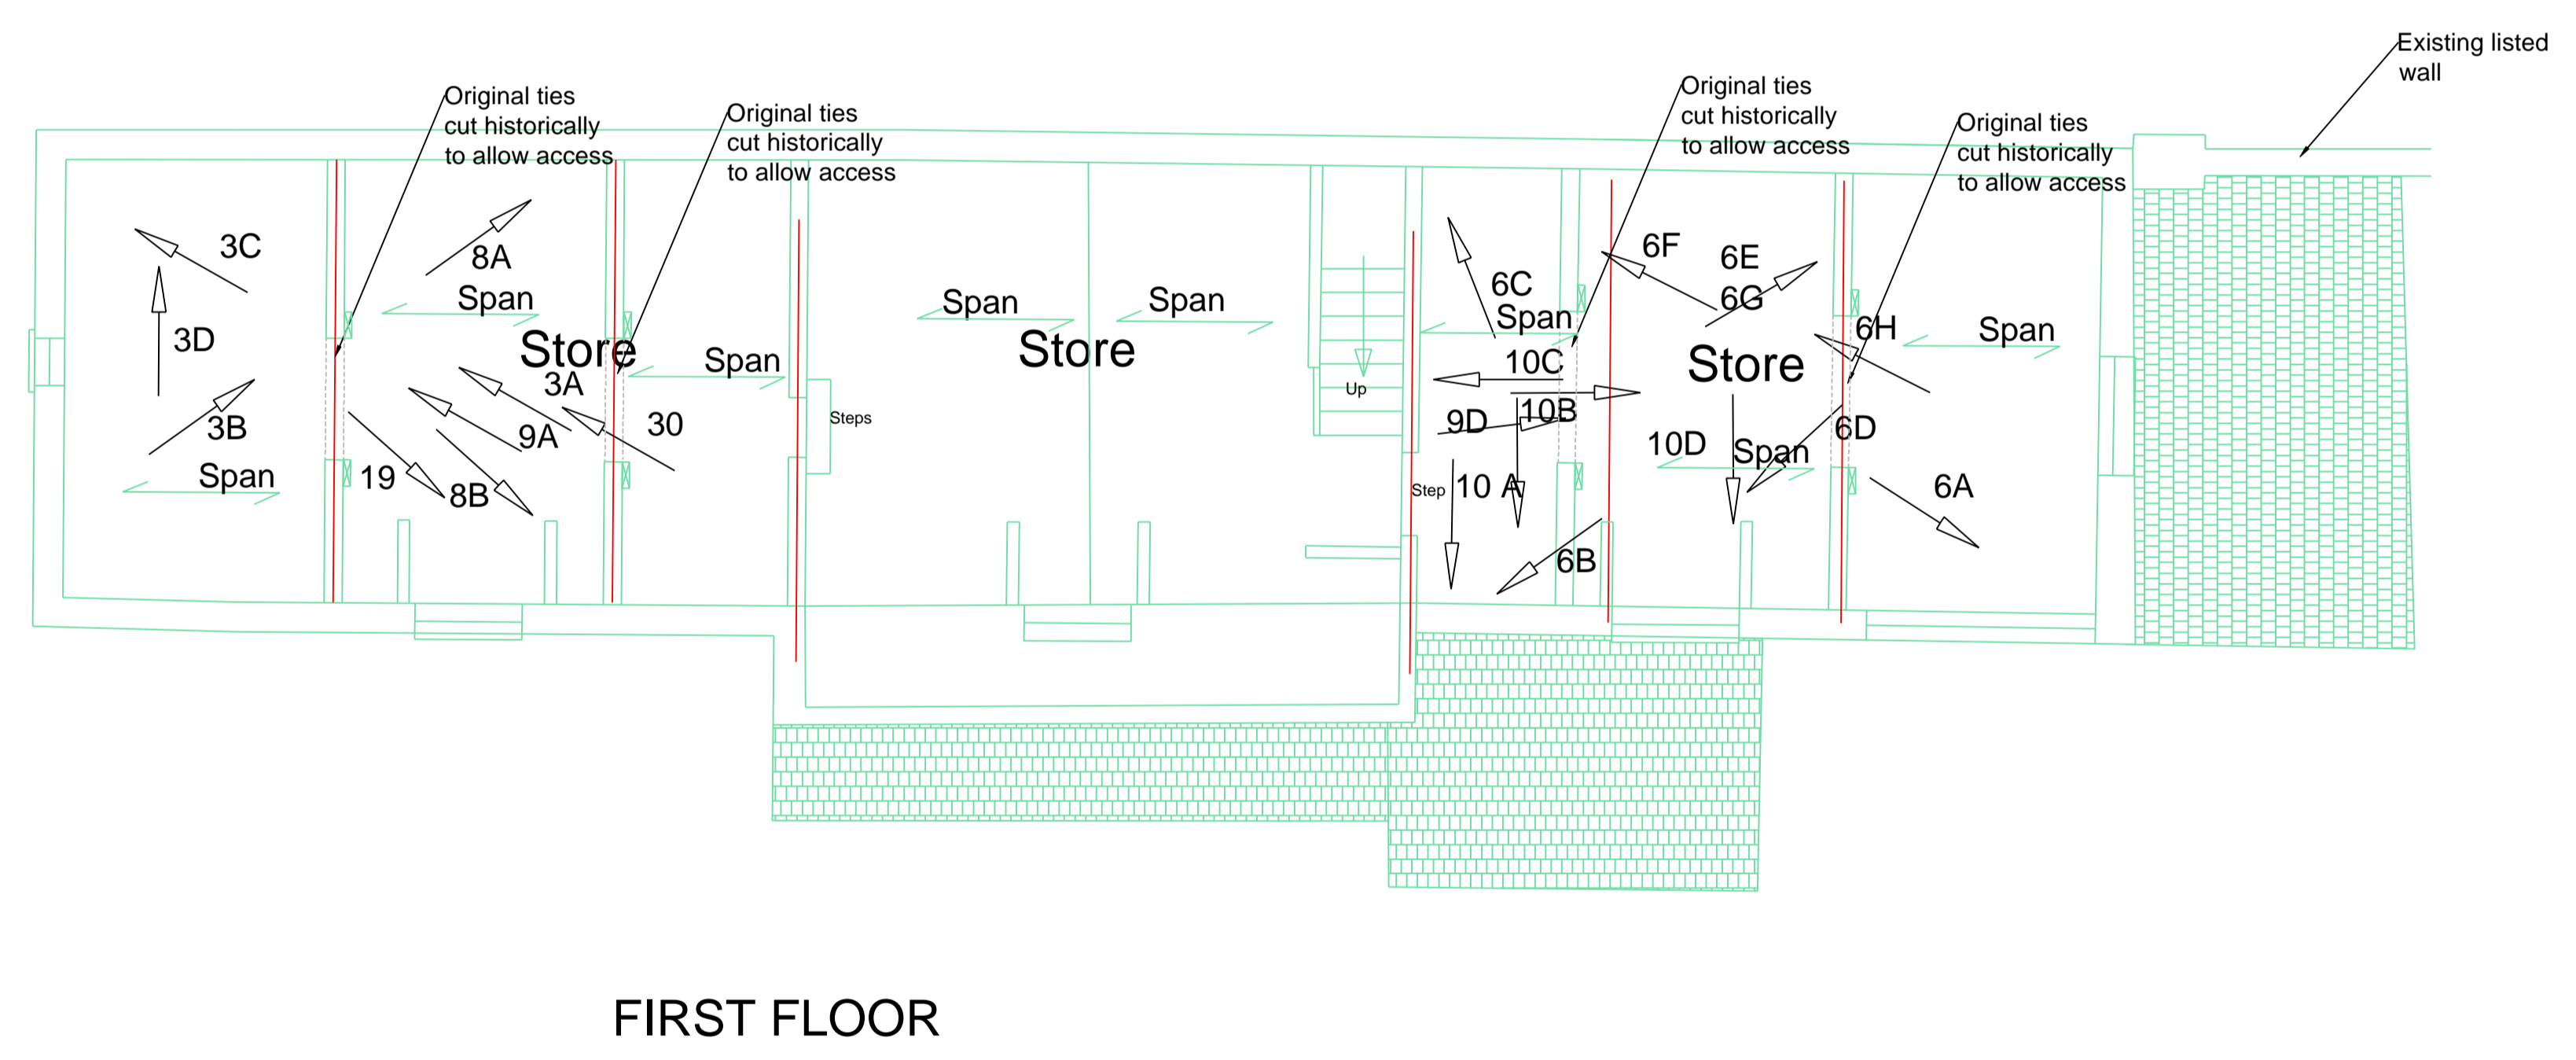 Existing listed
wall
Original ties
cut historically
to allow access
Original ties
cut historically
to allow access
Original ties
cut historically
to allow access
Original ties
cut historically
to allow access
3C
3D
3B
Span
8A
Span
Store
3A
9A
30
19
8B
Span
Steps
Span
Span
Store
Up
6C
Span
10C
10B
9D
Step
10 A
6B
6F
6E
6G
6H
Store
10D
Span
6D
6A
Span
FIRST FLOOR